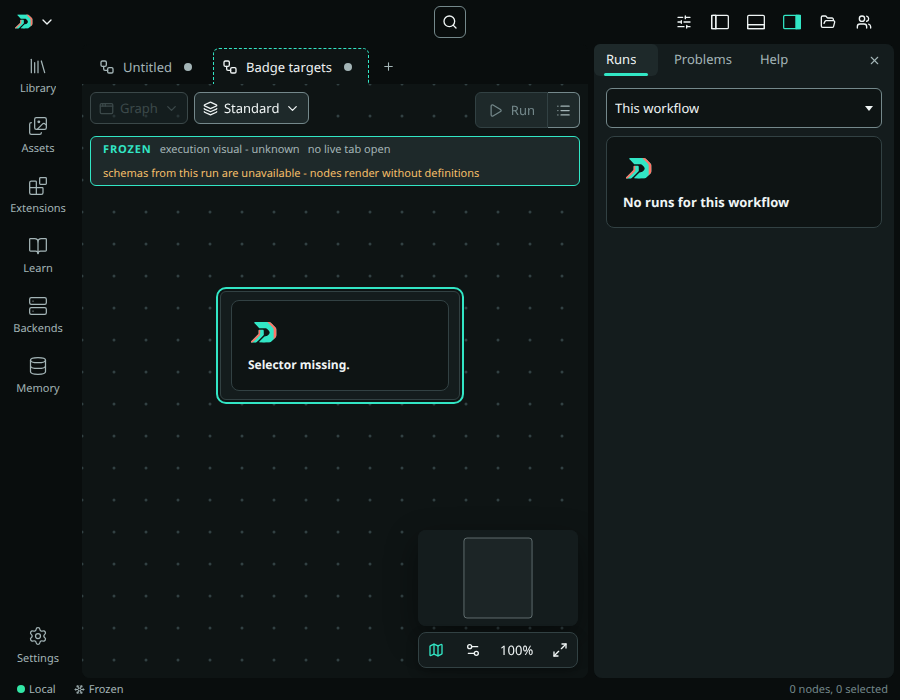 Untitled
Badge targets
Runs
Problems
Help
Library
Assets
Extensions
Learn
Backends
Memory
Settings
Graph
Standard
Run
FROZEN execution visual - unknown no live tab open
schemas from this run are unavailable - nodes render without definitions
Selector missing.
100%
This workflow
No runs for this workflow
Local
Frozen
0 nodes, 0 selected